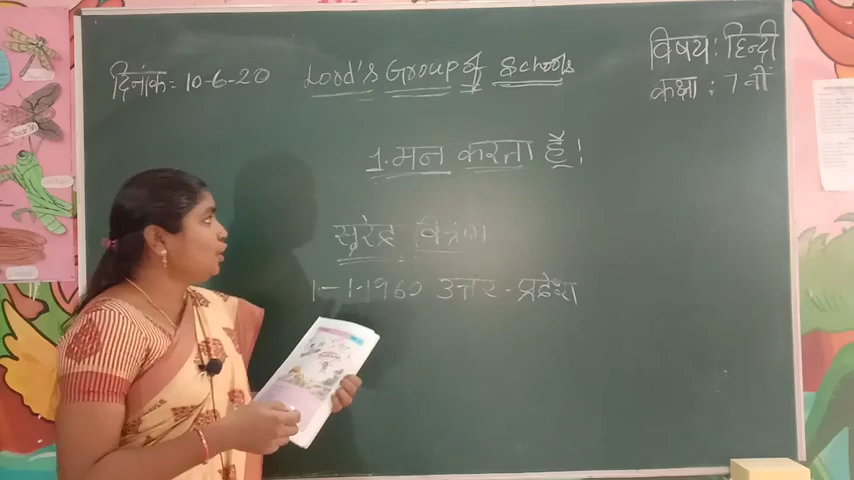 दिनांक = 10-6-20
Lord's Group of Schools
विषय : हिन्दी
कक्षा : 7 वीं
1. मन करता हूँ!
सूरेंद्र विक्रंम
1-1-1960 उत्तर-प्रदेश